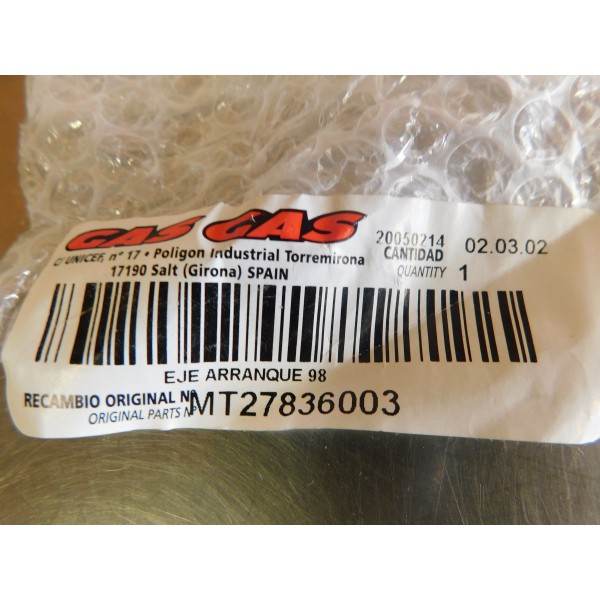 GAS GAS
C/ UNICEF, nº 17 • Poligon Industrial Torremirona
17190 Salt (Girona) SPAIN
20050214 02.03.02
CANTIDAD
QUANTITY 1
EJE ARRANQUE 98
RECAMBIO ORIGINAL Nº
ORIGINAL PARTS Nº
MT27836003